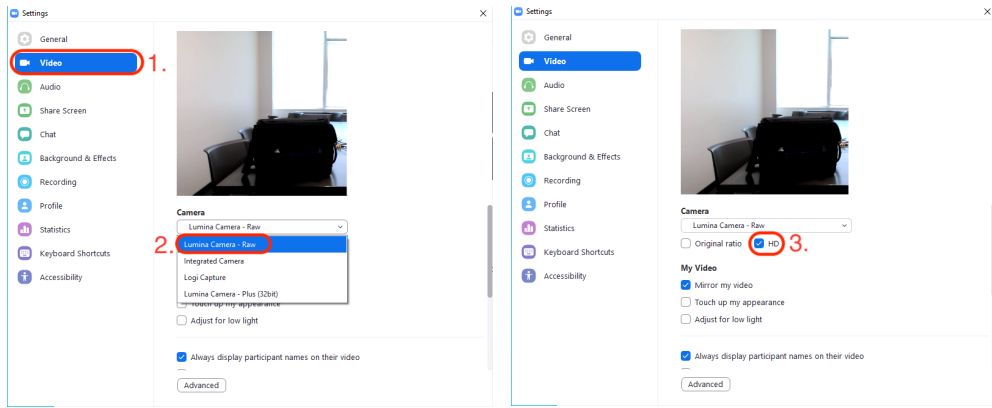 Settings
General
Video
1.
Audio
Share Screen
Chat
Background & Effects
Recording
Profile
Statistics
Keyboard Shortcuts
Accessibility
Camera
Lumina Camera - Raw
2.
Lumina Camera - Raw
Integrated Camera
Logi Capture
Lumina Camera - Plus (32bit)
Touch up my appearance
Adjust for low light
Always display participant names on their video
Advanced
Settings
General
Video
Audio
Share Screen
Chat
Background & Effects
Recording
Profile
Statistics
Keyboard Shortcuts
Accessibility
Camera
Lumina Camera - Raw
Original ratio HD 3.
My Video
Mirror my video
Touch up my appearance
Adjust for low light
Always display participant names on their video
Advanced